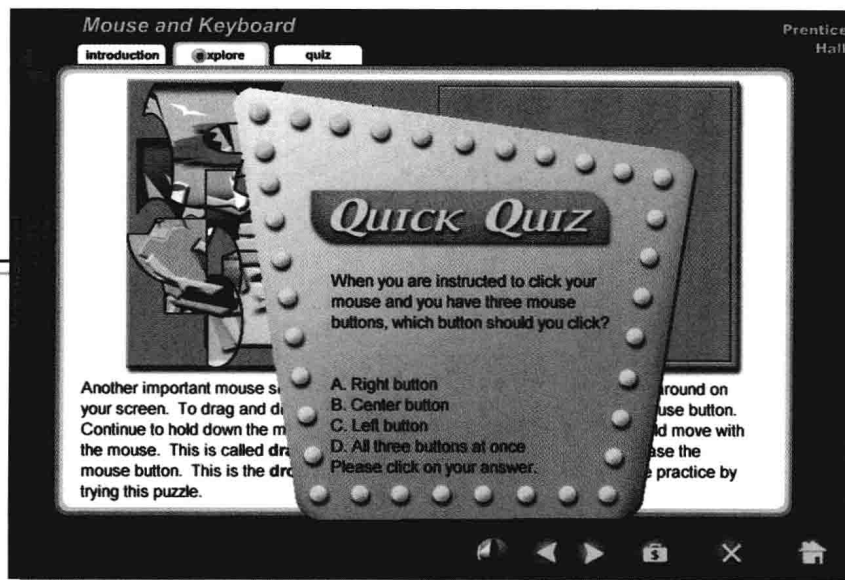 Mouse and Keyboard
Prentice
Hall
introduction
explore
quiz
QUICK QUIZ
When you are instructed to click your
mouse and you have three mouse
buttons, which button should you click?
A. Right button
B. Center button
C. Left button
D. All three buttons at once
Please click on your answer.
Another important mouse around on
your screen. To drag and use button.
Continue to hold down the move with
the mouse. This is called the
mouse button. This is the practice by
trying this puzzle.